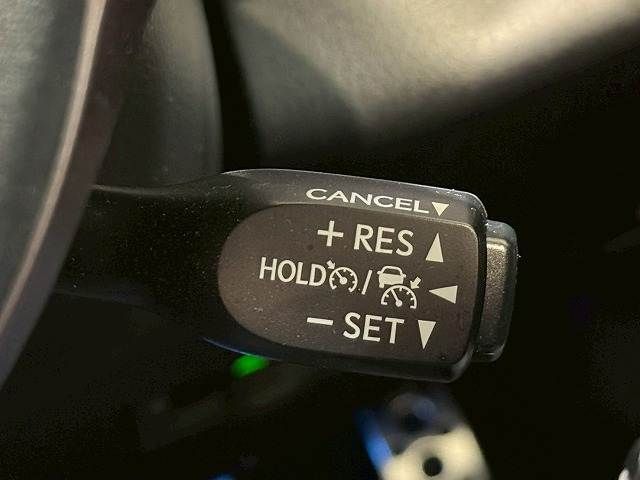 CANCEL▼
+ RES ▲
HOLD / ◀
− SET ▼